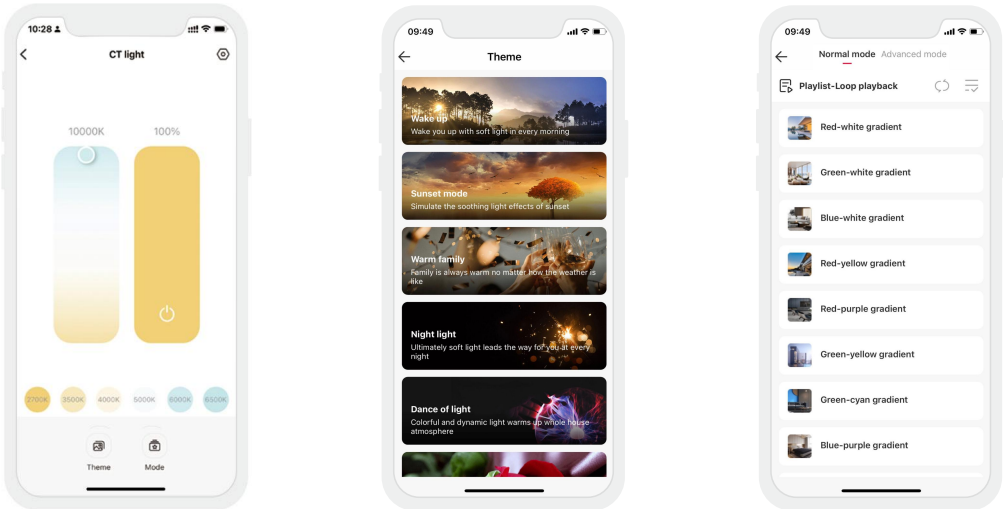 10:28
CT light
10000K 100%
2700K 3500K 4000K 5000K 6000K 6500K
Theme Mode
09:49
Theme
Wake up
Wake you up with soft light in every morning
Sunset mode
Simulate the soothing light effects of sunset
Warm family
Family is always warm no matter how the weather is
like
Night light
Ultimately soft light leads the way for you at every
night
Dance of light
Colorful and dynamic light warms up whole house
atmosphere
09:49
Normal mode Advanced mode
Playlist-Loop playback
Red-white gradient
Green-white gradient
Blue-white gradient
Red-yellow gradient
Red-purple gradient
Green-yellow gradient
Green-cyan gradient
Blue-purple gradient